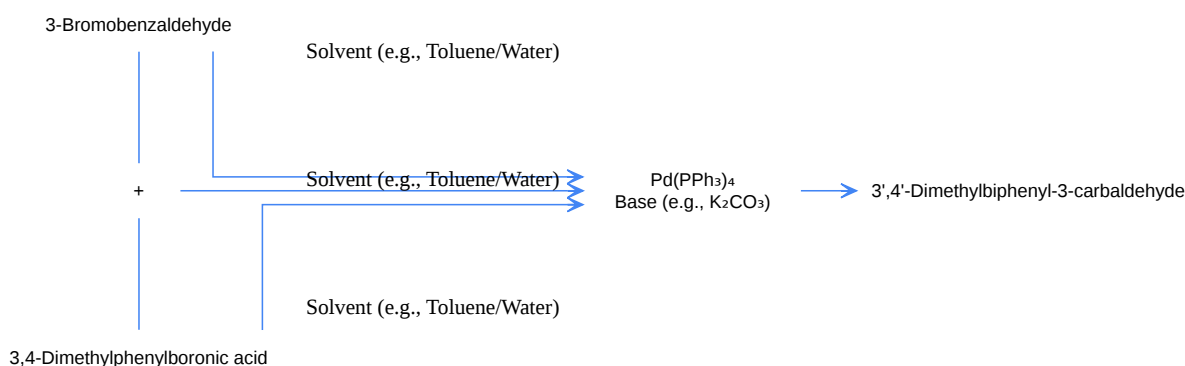 3-Bromobenzaldehyde
Solvent (e.g., Toluene/Water)
Solvent (e.g., Toluene/Water)
+
Pd(PPh₃)₄
Base (e.g., K₂CO₃)
3',4'-Dimethylbiphenyl-3-carbaldehyde
Solvent (e.g., Toluene/Water)
3,4-Dimethylphenylboronic acid